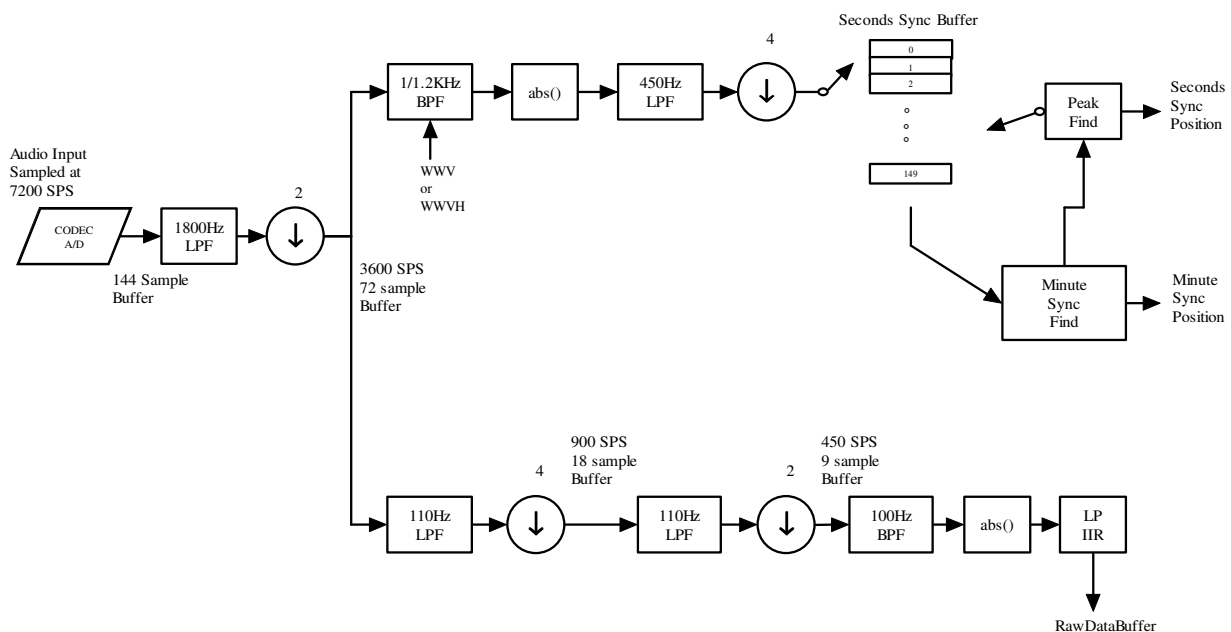 Seconds Sync Buffer
4
0
1
2
149
1/1.2KHz
BPF
abs()
450Hz
LPF
WWV
or
WWVH
Peak
Find
Seconds
Sync
Position
Audio Input
Sampled at
7200 SPS
CODEC
A/D
1800Hz
LPF
2
144 Sample
Buffer
3600 SPS
72 sample
Buffer
Minute
Sync
Find
Minute
Sync
Position
110Hz
LPF
4
900 SPS
18 sample
Buffer
110Hz
LPF
2
450 SPS
9 sample
Buffer
100Hz
BPF
abs()
LP
IIR
RawDataBuffer